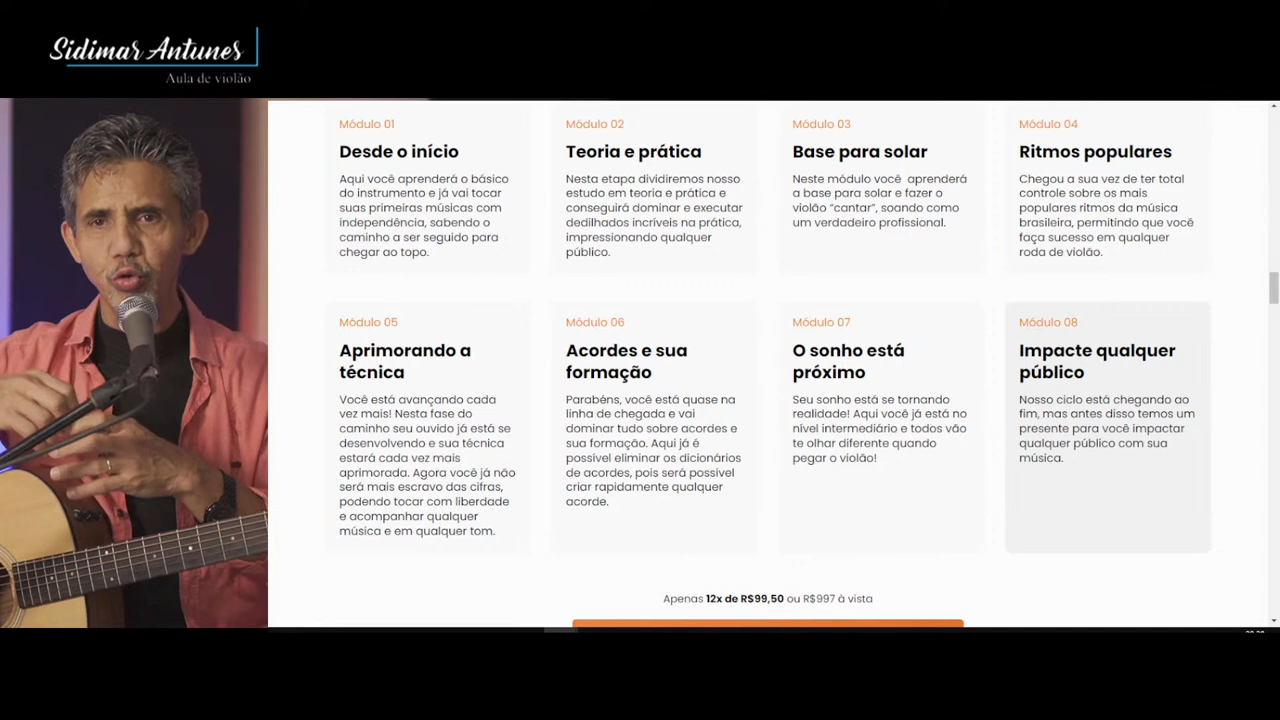 Sidimar Antunes
Aula de violão
Módulo 01
Desde o início
Aqui você aprenderá o básico
do instrumento e já vai tocar
suas primeiras músicas com
independência, sabendo o
caminho a ser seguido para
chegar ao topo.
Módulo 02
Teoria e prática
Nesta etapa dividiremos nosso
estudo em teoria e prática e
conseguirá dominar e executar
dedilhados incríveis na prática,
impressionando qualquer
público.
Módulo 03
Base para solar
Neste módulo você aprenderá
a base para solar e fazer o
violão “cantar”, soando como
um verdadeiro profissional.
Módulo 04
Ritmos populares
Chegou a sua vez de ter total
controle sobre os mais
populares ritmos da música
brasileira, permitindo que você
faça sucesso em qualquer
roda de violão.
Módulo 05
Aprimorando a
técnica
Você está avançando cada
vez mais! Nesta fase do
caminho seu ouvido já está se
desenvolvendo e sua técnica
estará cada vez mais
aprimorada. Agora você já não
será mais escravo das cifras,
podendo tocar com liberdade
e acompanhar qualquer
música e em qualquer tom.
Módulo 06
Acordes e sua
formação
Parabéns, você está quase na
linha de chegada e vai
dominar tudo sobre acordes e
sua formação. Aqui já é
possível eliminar os dicionários
de acordes, pois será possível
criar rapidamente qualquer
acorde.
Módulo 07
O sonho está
próximo
Seu sonho está se tornando
realidade! Aqui você já está no
nível intermediário e todos vão
te olhar diferente quando
pegar o violão!
Módulo 08
Impacte qualquer
público
Nosso ciclo está chegando ao
fim, mas antes disso temos um
presente para você impactar
qualquer público com sua
música.
Apenas 12x de R$99,50 ou R$997 à vista